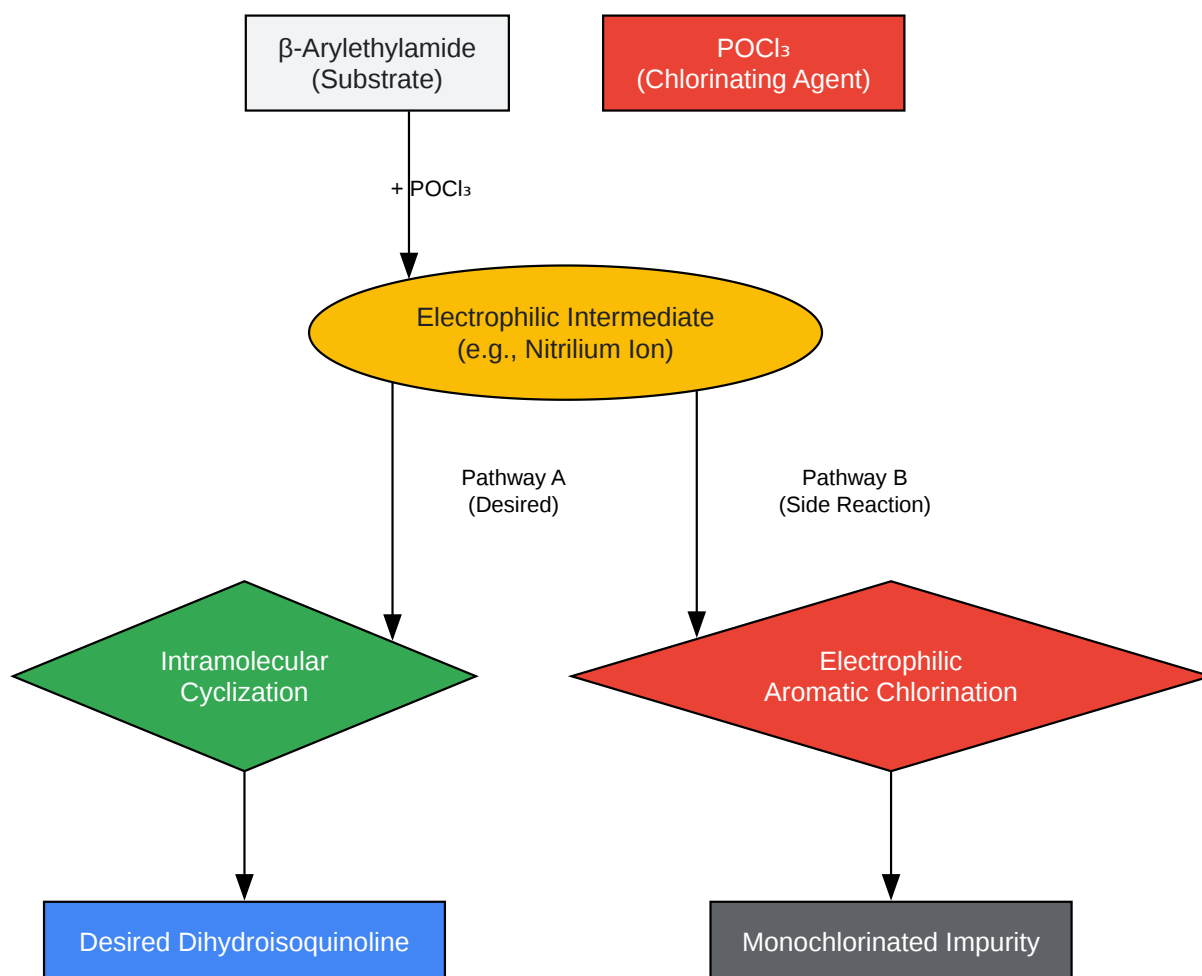 β-Arylethylamide
(Substrate)
POCl₃
(Chlorinating Agent)
+ POCl₃
Electrophilic Intermediate
(e.g., Nitrilium Ion)
Pathway A
(Desired)
Pathway B
(Side Reaction)
Intramolecular
Cyclization
Electrophilic
Aromatic Chlorination
Desired Dihydroisoquinoline
Monochlorinated Impurity